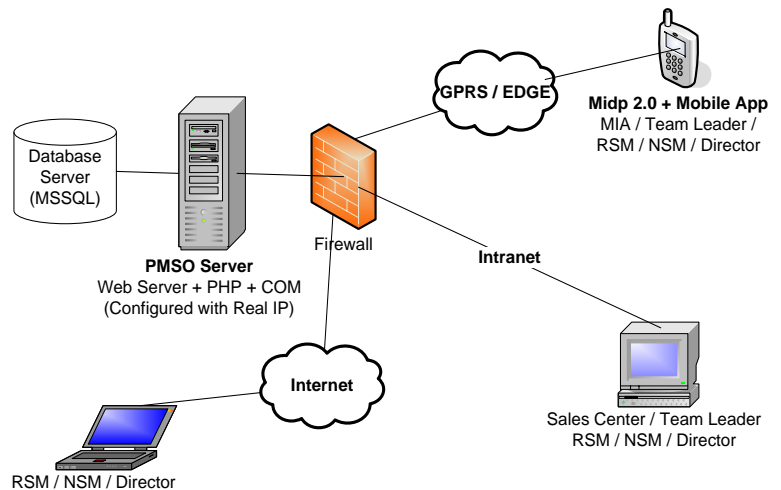 GPRS / EDGE
Midp 2.0 + Mobile App
MIA / Team Leader /
RSM / NSM / Director
Database
Server
(MSSQL)
Firewall
PMSO Server
Web Server + PHP + COM
(Configured with Real IP)
Intranet
Internet
Sales Center / Team Leader
RSM / NSM / Director
RSM / NSM / Director